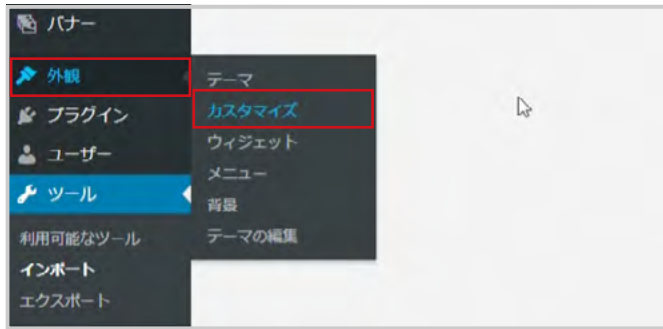 バナー
外観
プラグイン
ユーザー
ツール
利用可能なツール
インポート
エクスポート
テーマ
カスタマイズ
ウィジェット
メニュー
背景
テーマの編集